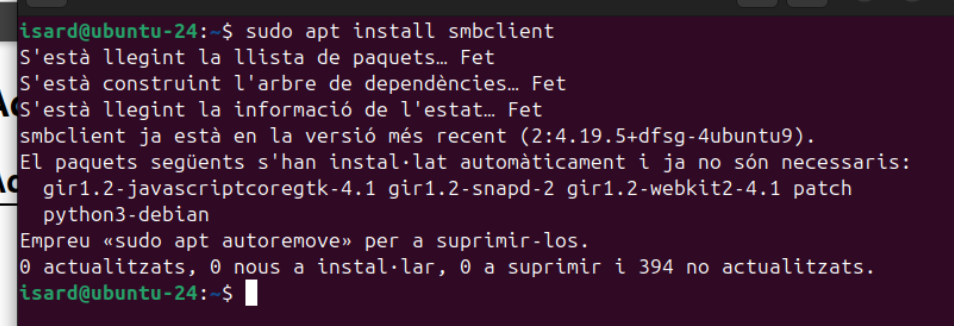 isard@ubuntu-24:~$ sudo apt install smbclient
S'està llegint la llista de paquets… Fet
S'està construint l'arbre de dependències… Fet
S'està llegint la informació de l'estat… Fet
smbclient ja està en la versió més recent (2:4.19.5+dfsg-4ubuntu9).
El paquets següents s'han instal·lat automàticament i ja no són necessaris:
  gir1.2-javascriptcoregtk-4.1 gir1.2-snapd-2 gir1.2-webkit2-4.1 patch
  python3-debian
Empreu «sudo apt autoremove» per a suprimir-los.
0 actualitzats, 0 nous a instal·lar, 0 a suprimir i 394 no actualitzats.
isard@ubuntu-24:~$